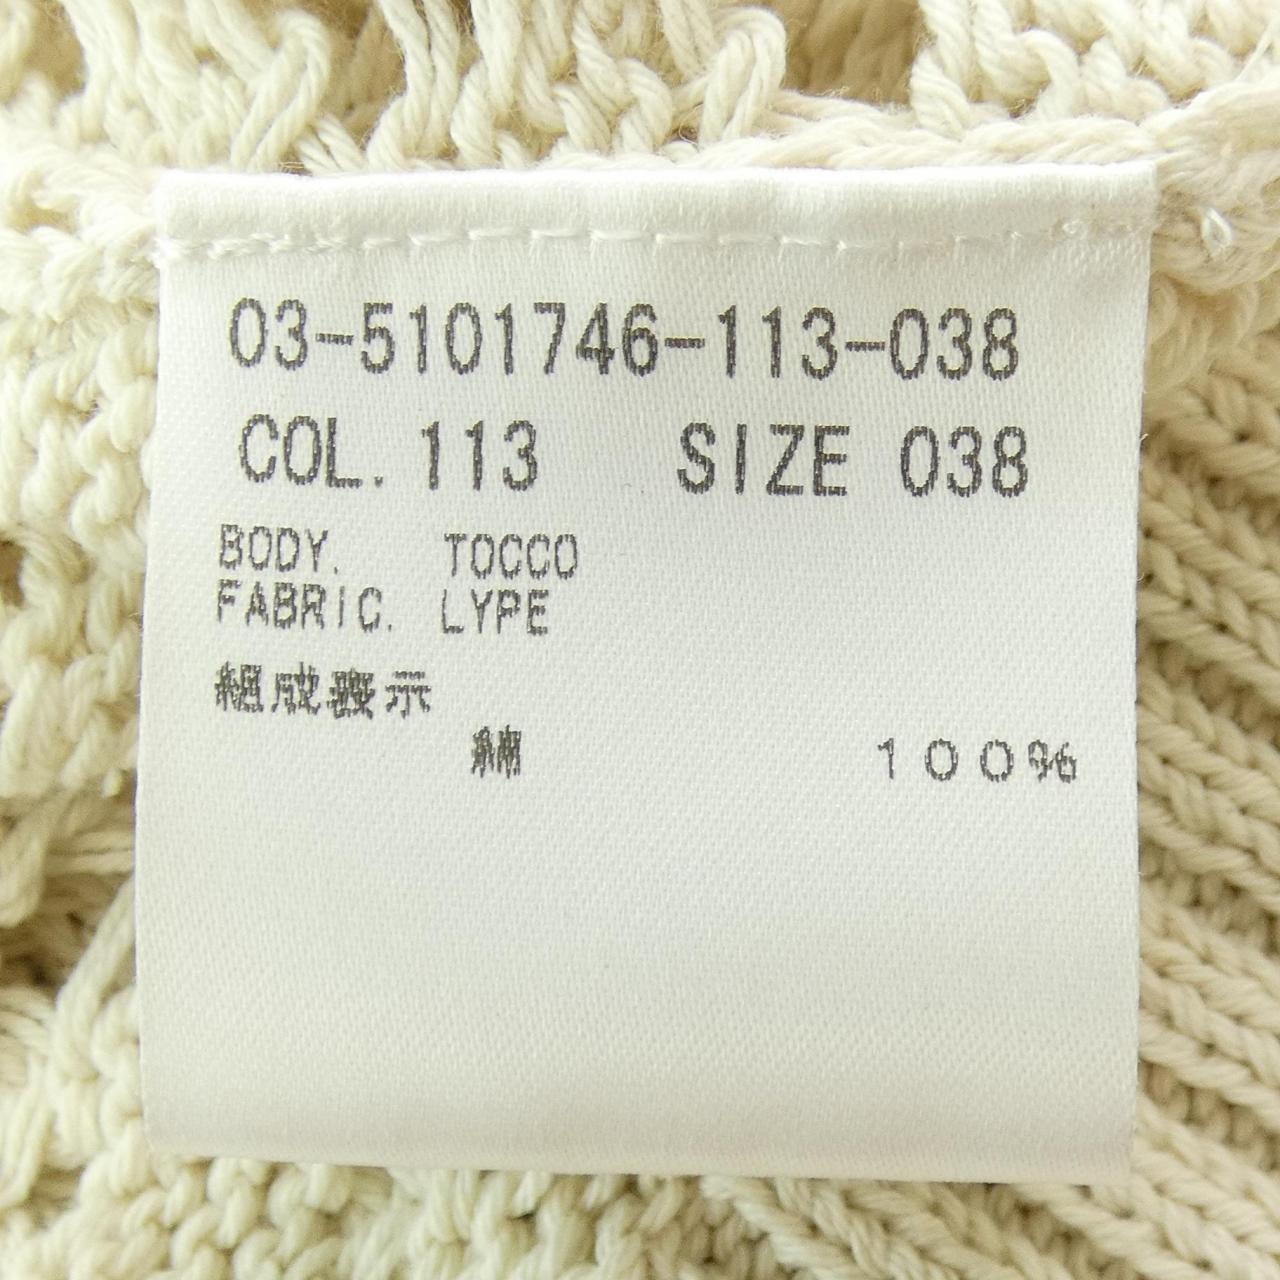 03-5101746-113-038
COL. 113 SIZE 038
BODY. TOCCO
FABRIC. LYPE
組成表示
綿 100%